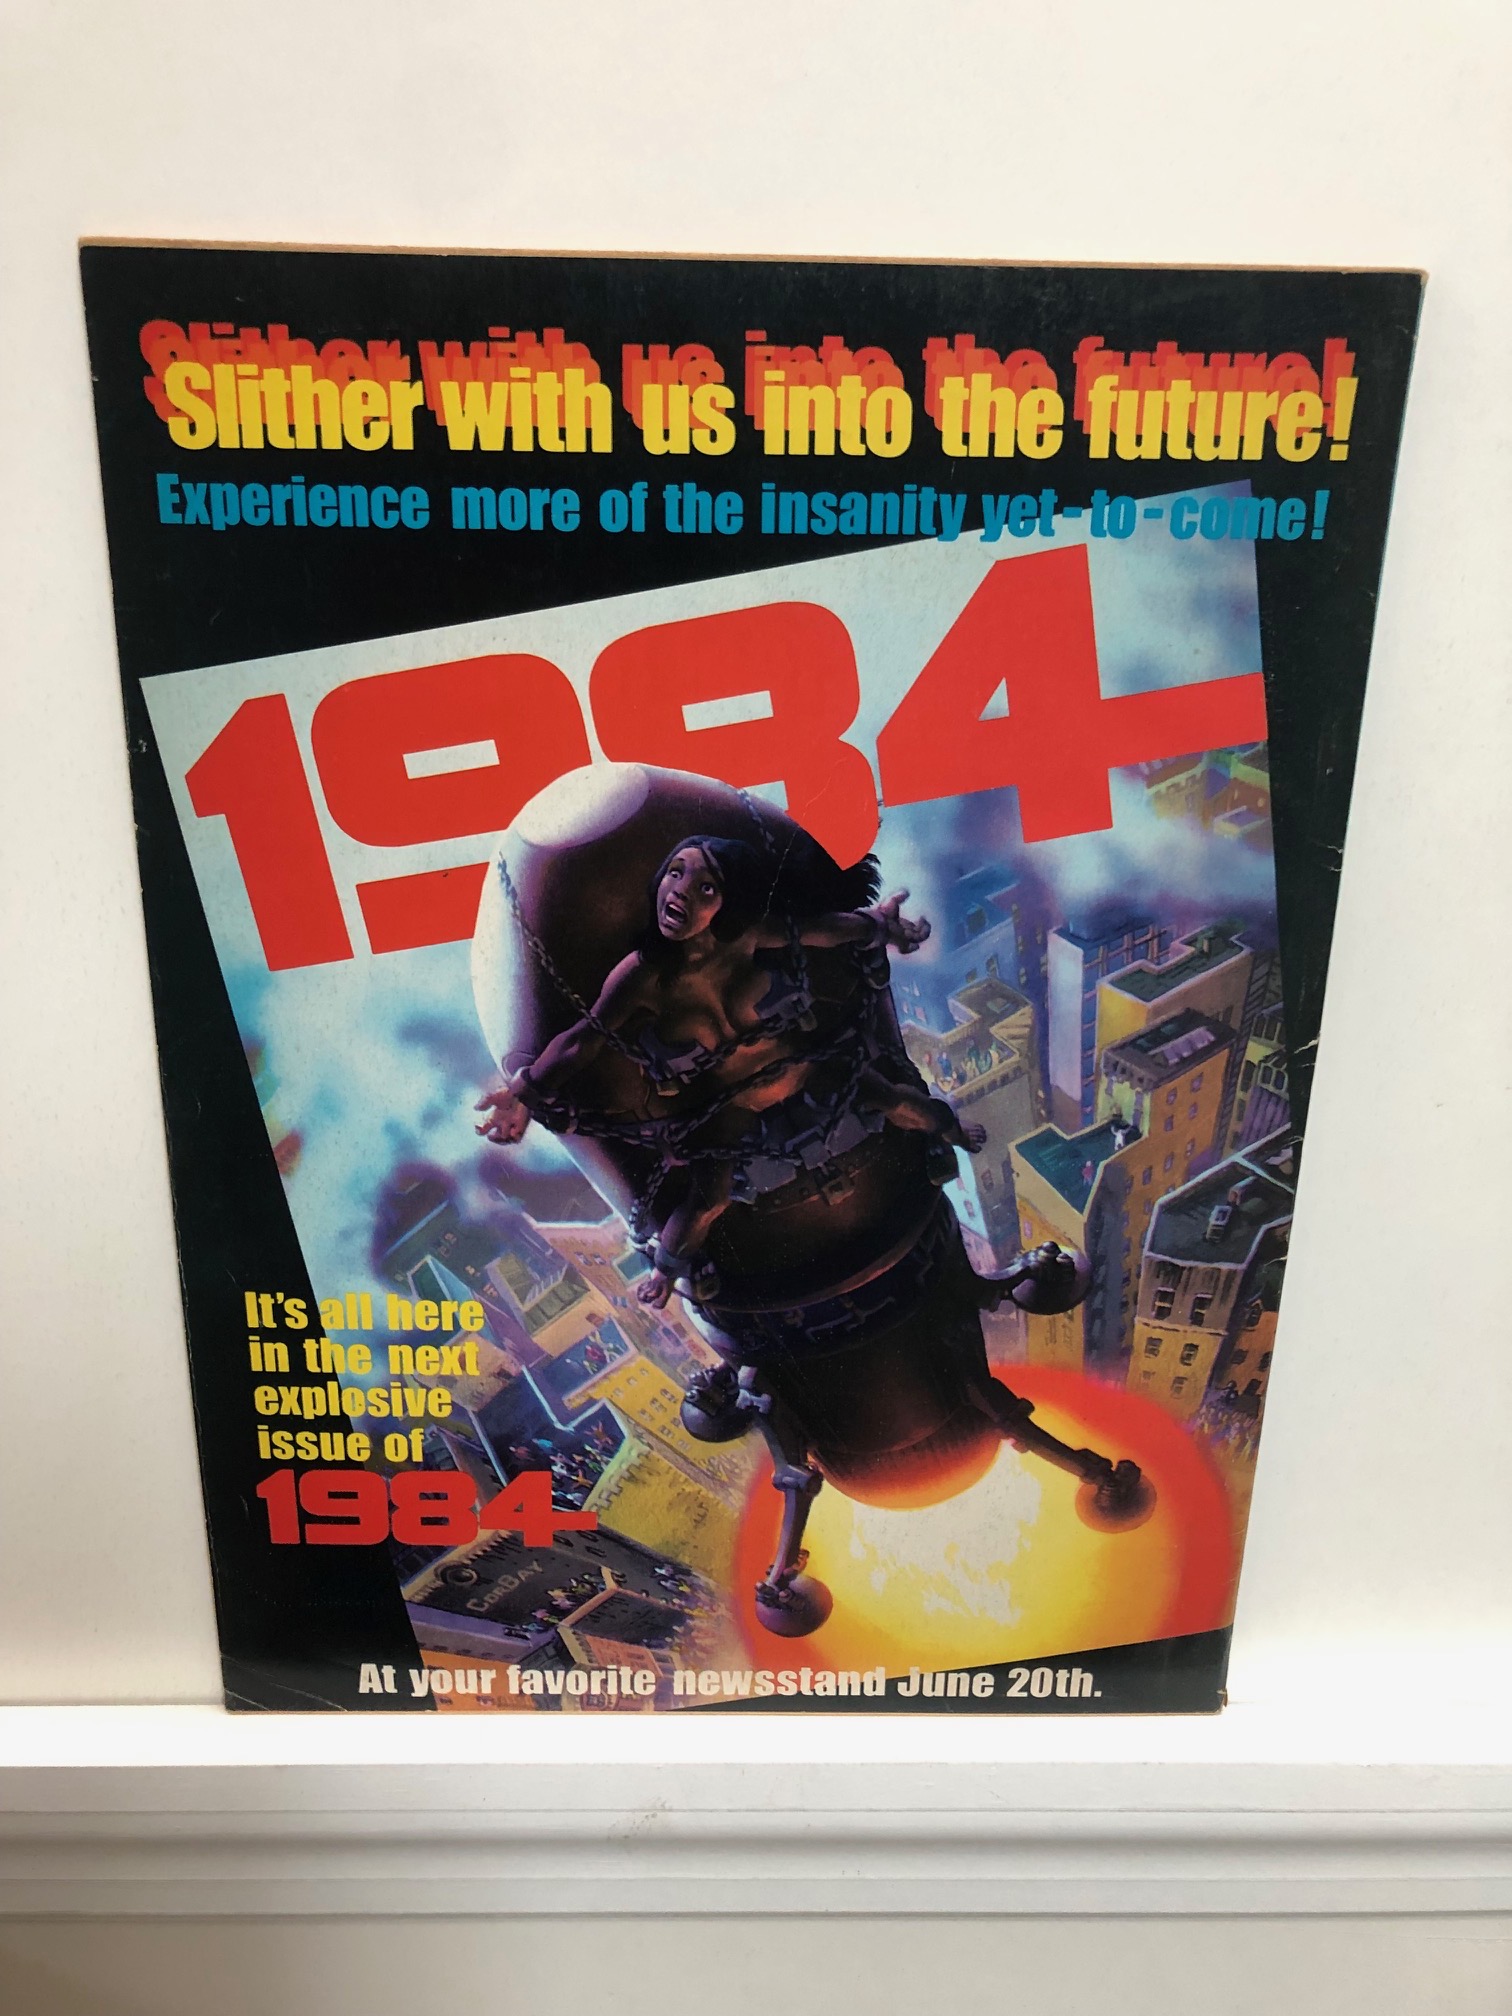 Slither with us into the future!
Experience more of the insanity yet-to-come!
1984
It's all here
in the next
explosive
issue of
1984
CORBAY
At your favorite newsstand June 20th.